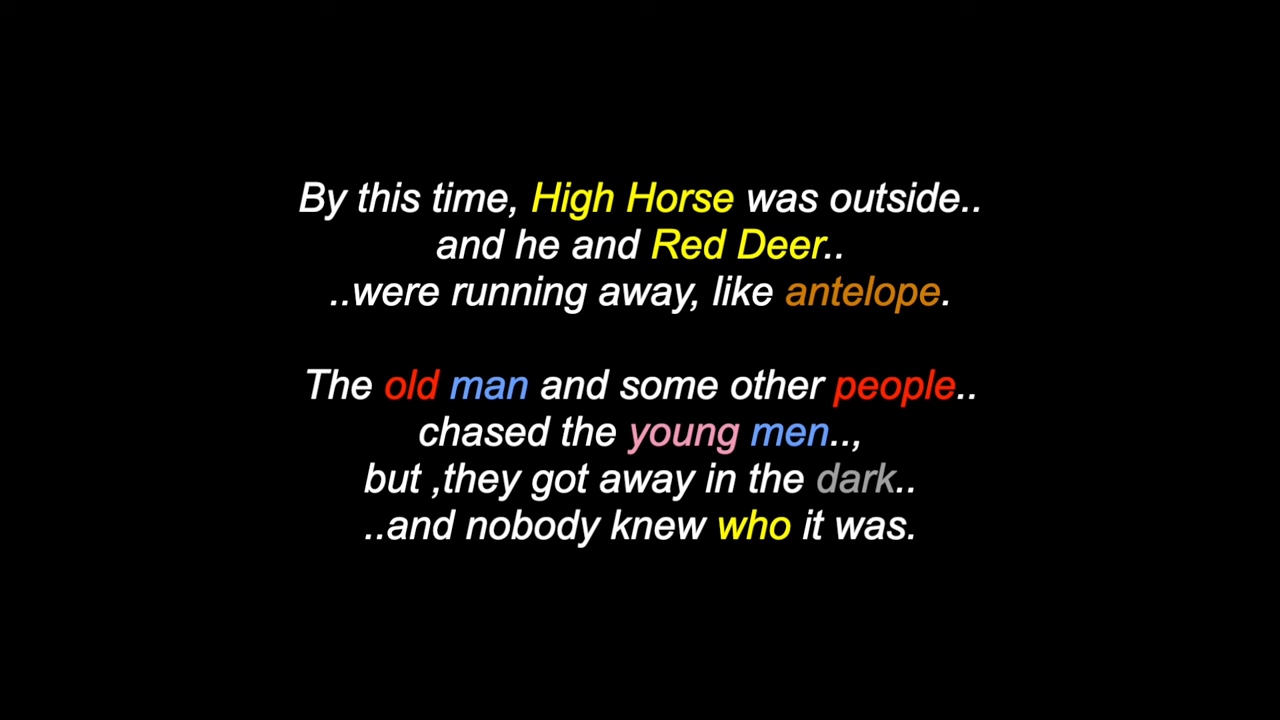 By this time, High Horse was outside..
and he and Red Deer..
..were running away, like antelope.
The old man and some other people..
chased the young men..,
but ,they got away in the dark..
..and nobody knew who it was.